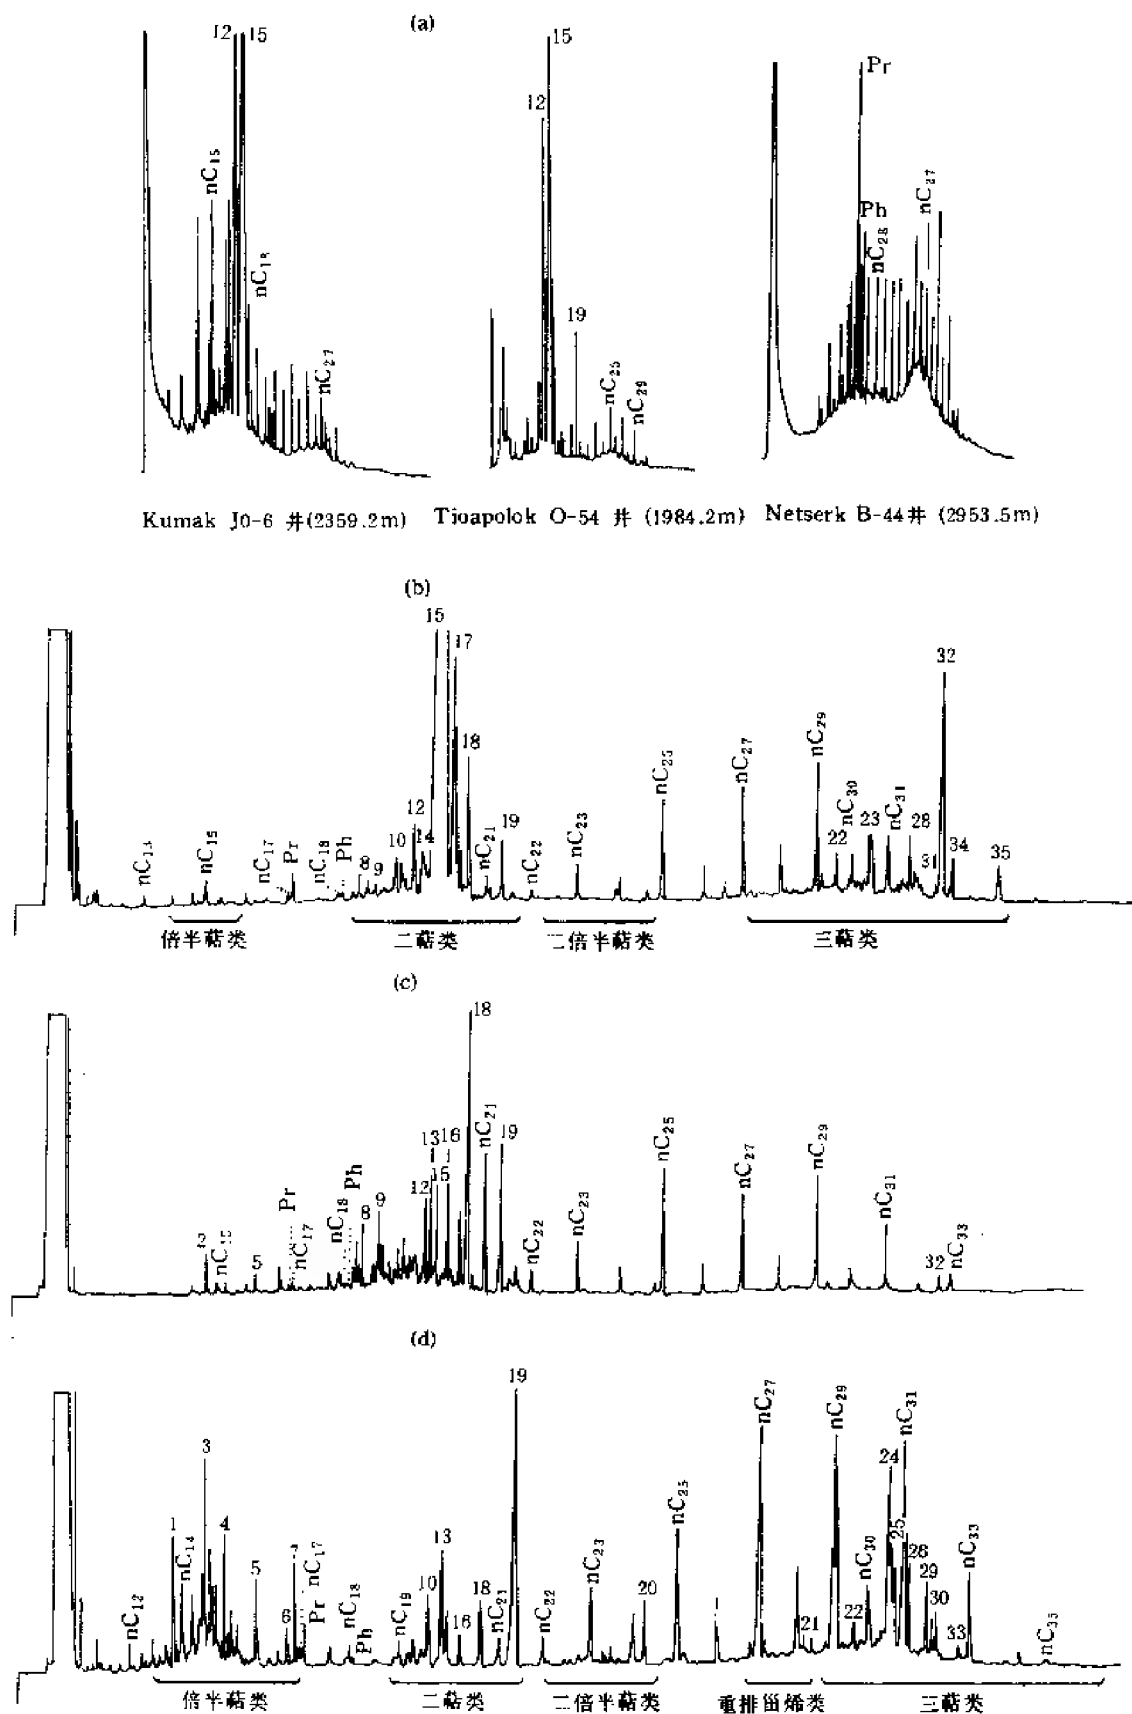 (a)
12 15
nC₁₅
nC₁₈
nC₂₇
15
12
19
nC₂₅
nC₂₉
Pr
Ph
nC₂₈
nC₂₇
Kumak J0-6 井(2359.2m) Tioapolok O-54 井 (1984.2m) Netserk B-44井 (2953.5m)
(b)
15
17
18
12
10 14
8 9
nC₁₃
nC₁₅
nC₁₇
Pr
nC₁₈
Ph
nC₂₁
19
nC₂₂
nC₂₃
nC₂₅
nC₂₇
nC₂₉
22
nC₃₀
23
nC₃₁
28
3
32
34
35
倍半萜类 二萜类 二倍半萜类 三萜类
(c)
18
3
nC₁₅
5
Pr
nC₁₇
nC₁₈
Ph
8
9
12
13
15
16
nC₂₁
19
nC₂₂
nC₂₃
nC₂₅
nC₂₇
nC₂₉
nC₃₁
32
nC₃₃
(d)
nC₁₂
1
nC₁₄
3
4
5
6
Pr
nC₁₇
nC₁₈
Ph
nC₁₉
10
13
16
18
nC₂₁
19
nC₂₂
nC₂₃
20
nC₂₅
nC₂₇
21
nC₂₉
22
nC₃₀
24
25
nC₃₁
26
29
30
33
nC₃₃
nC₃₅
倍半萜类 二萜类 二倍半萜类 重排甾烯类 三萜类